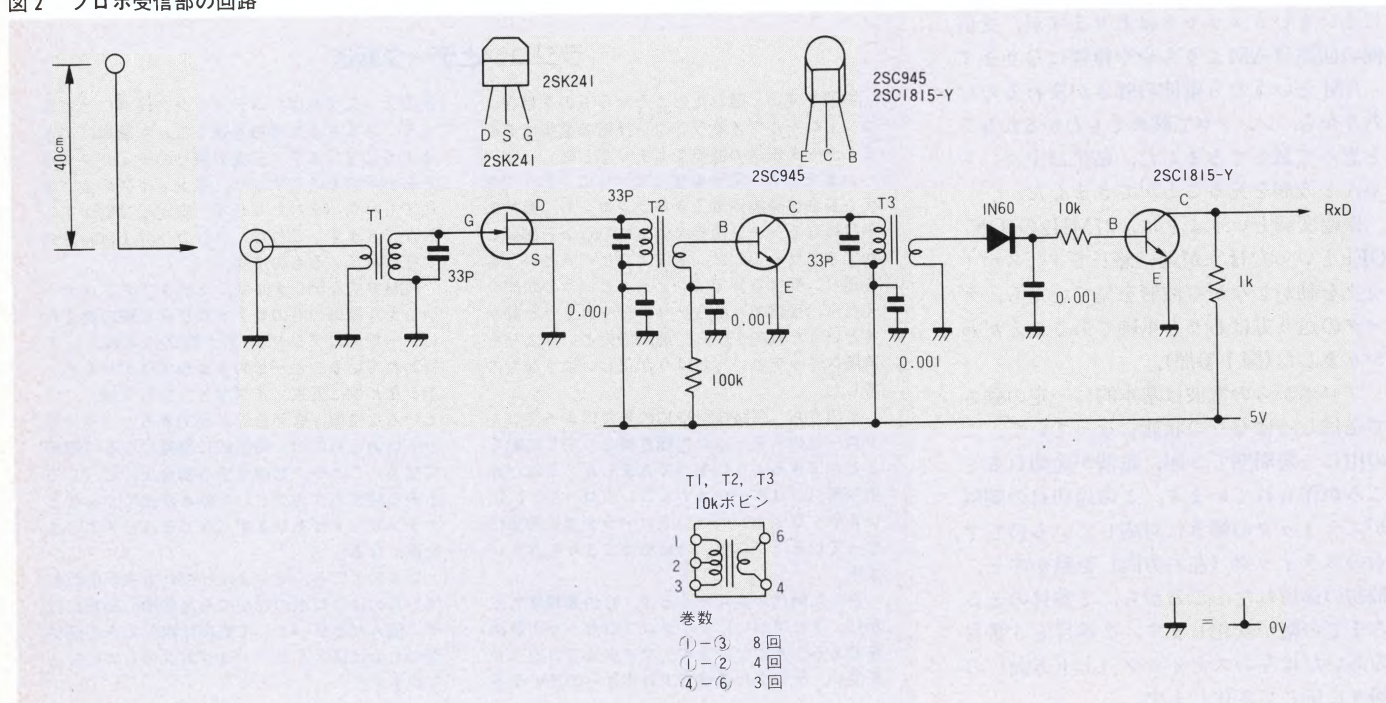 図2 プロポ受信部の回路
40cm
2SK241
D S G
2SK241
2SC945
2SC1815-Y
E C B
2SC945
2SC1815-Y
T1
33P
G
D
S
33P
T2
0.001
0.001
100k
B
C
E
T3
33P
0.001
IN60
10k
0.001
B
C
E
1k
RxD
5V
T1, T2, T3
10kボビン
1
2
3
6
4
巻数
①-③ 8回
①-② 4回
④-⑥ 3回
= 0V